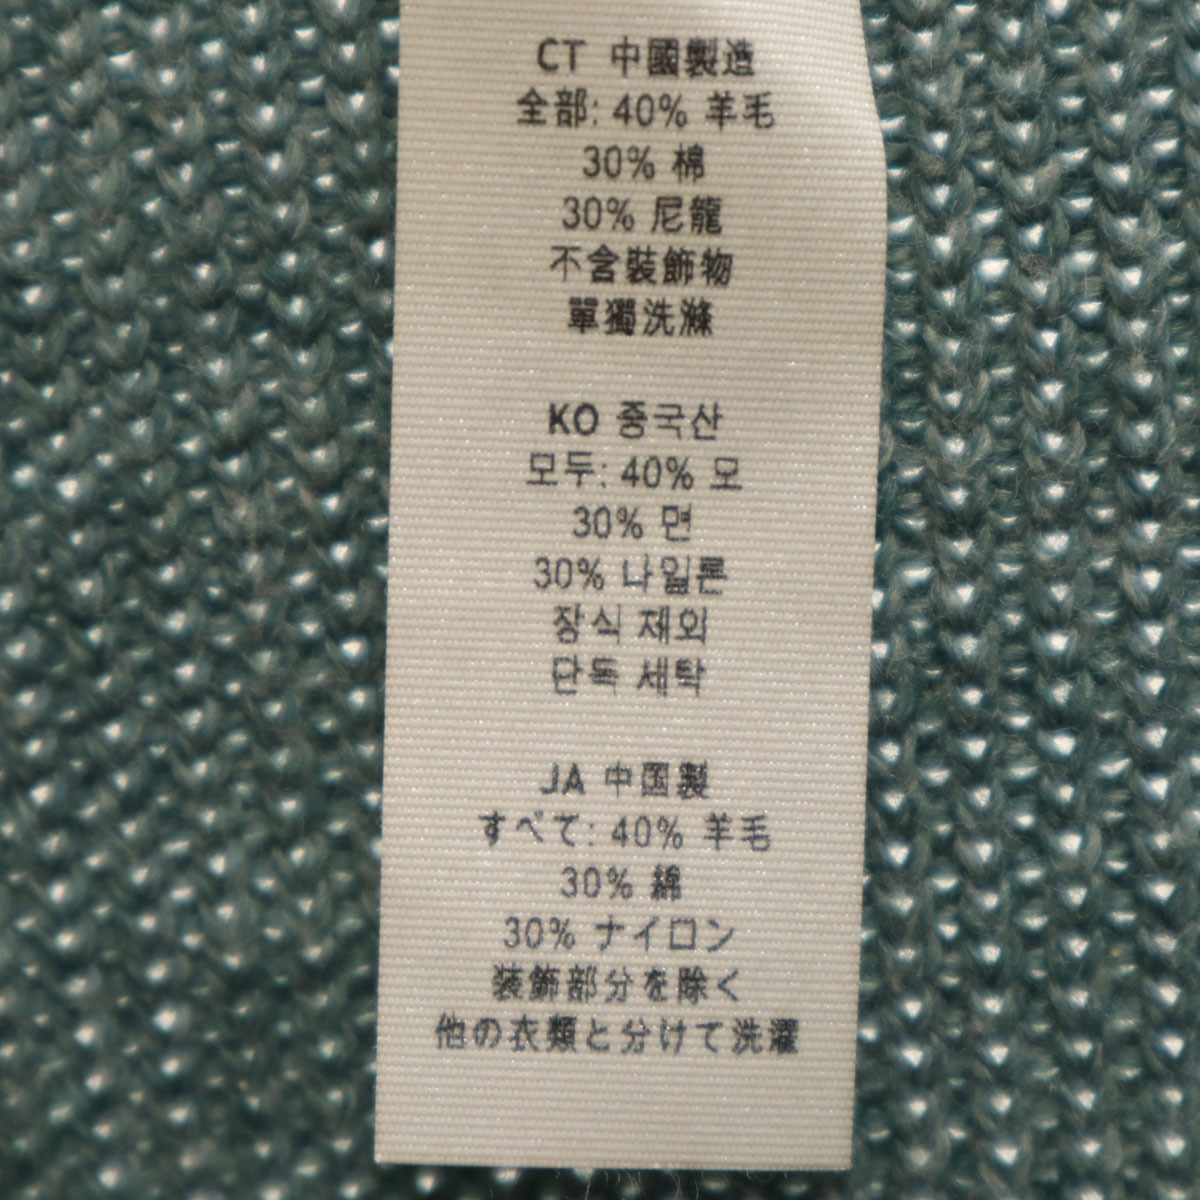 CT 中國製造
全部: 40% 羊毛
30% 棉
30% 尼龍
不含裝飾物
單獨洗滌
KO 중국산
모두: 40% 모
30% 면
30% 나일론
장식 제외
단독 세탁
JA 中国製
すべて: 40% 羊毛
30% 綿
30% ナイロン
装飾部分を除く
他の衣類と分けて洗濯